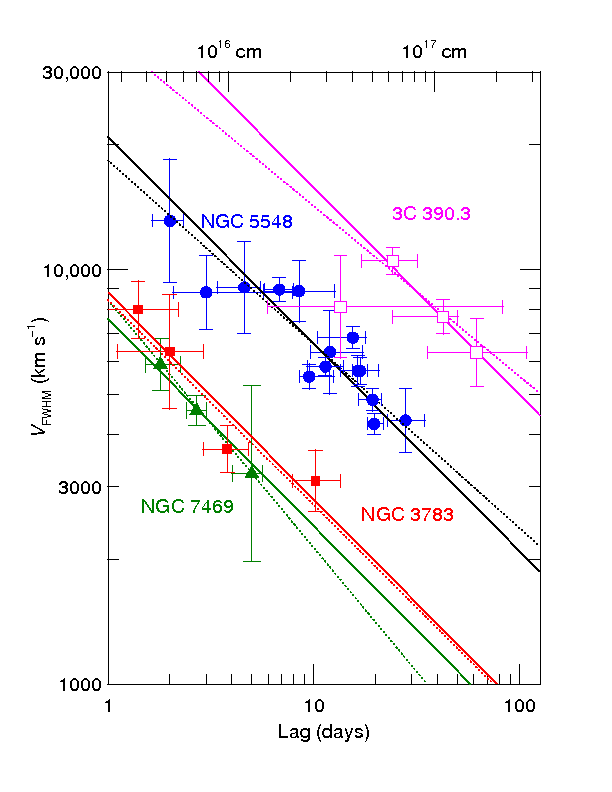 10¹⁶ cm 10¹⁷ cm
30,000
3C 390.3
NGC 5548
10,000
V_FWHM (km s⁻¹)
3000
NGC 7469
NGC 3783
1000
1 10 100
Lag (days)